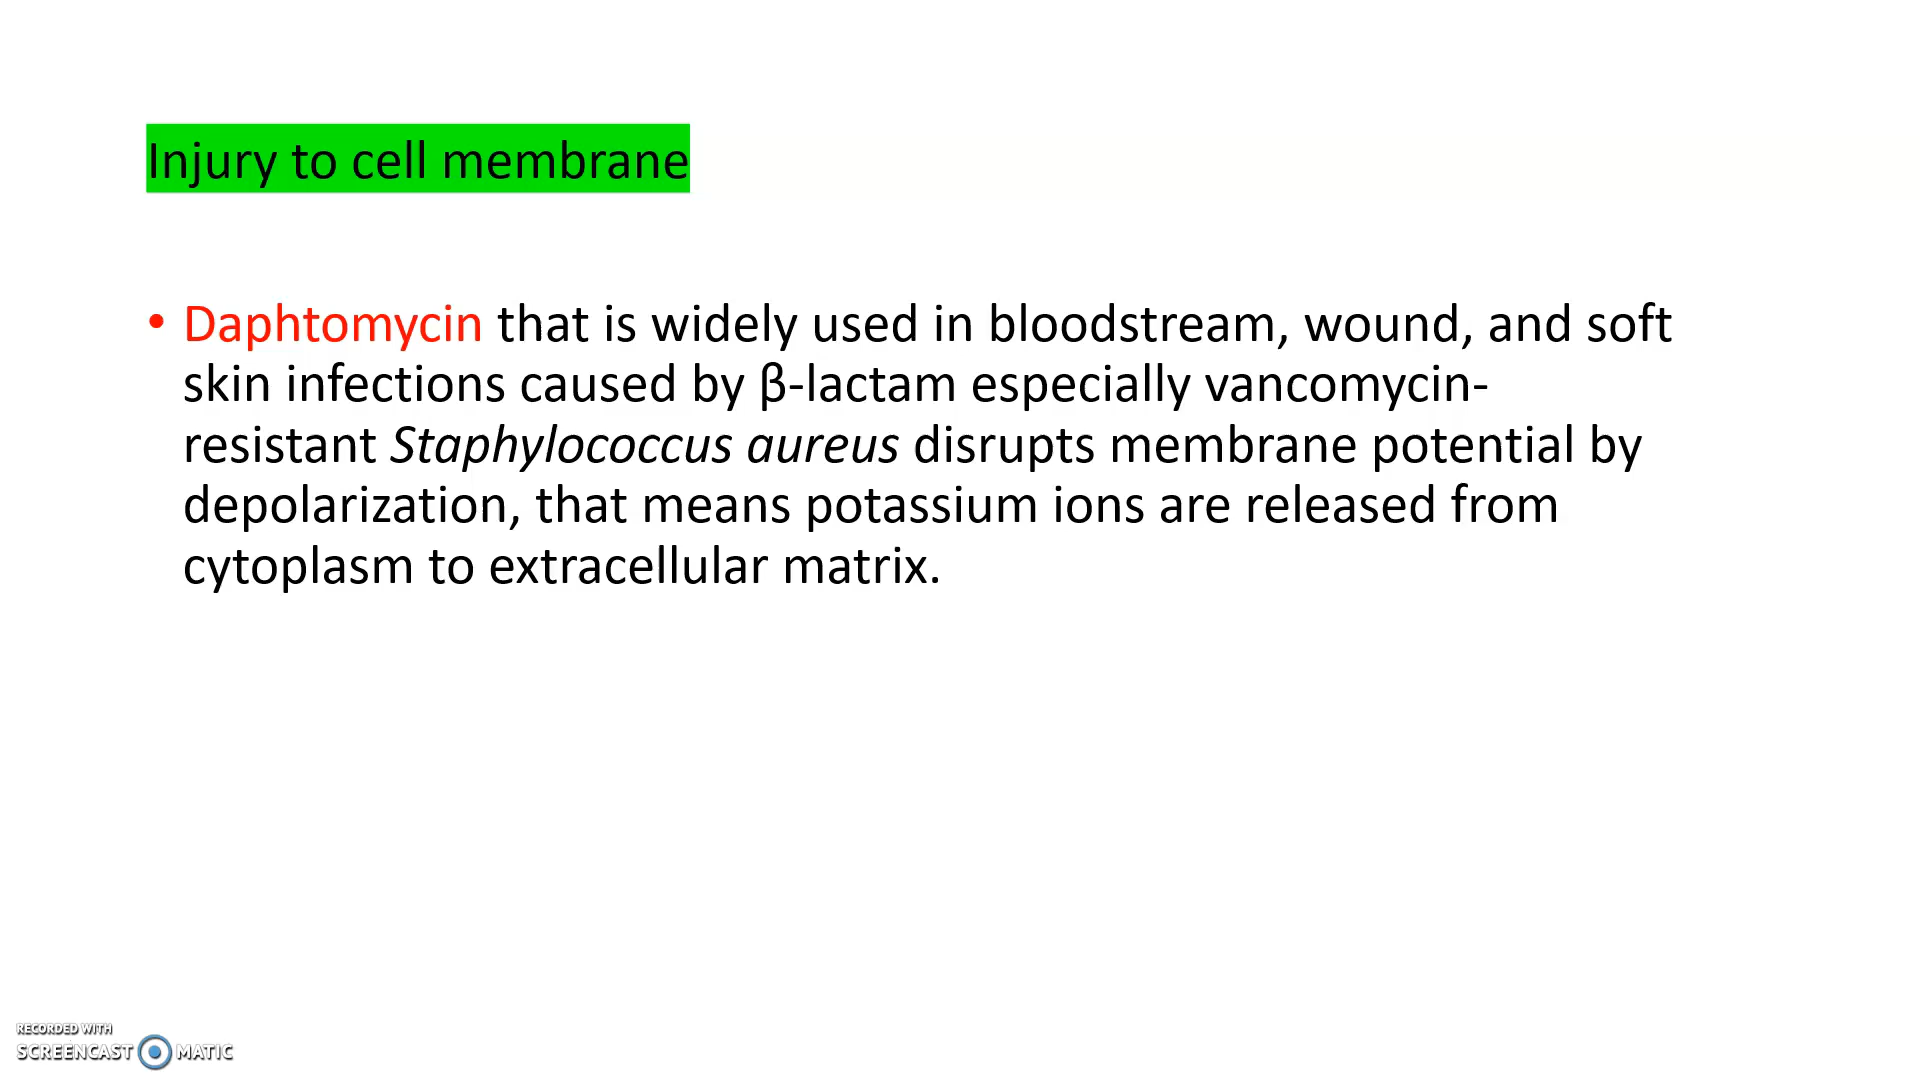 Injury to cell membrane
• Daphtomycin that is widely used in bloodstream, wound, and soft
skin infections caused by β-lactam especially vancomycin-
resistant Staphylococcus aureus disrupts membrane potential by
depolarization, that means potassium ions are released from
cytoplasm to extracellular matrix.
RECORDED WITH
SCREENCAST MATIC